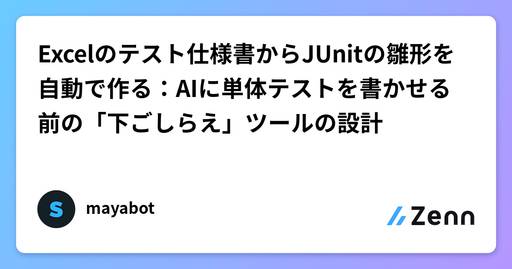 Excelのテスト仕様書からJUnitの雛形を
自動で作る：AIに単体テストを書かせる
前の「下ごしらえ」ツールの設計
S
mayabot
Zenn